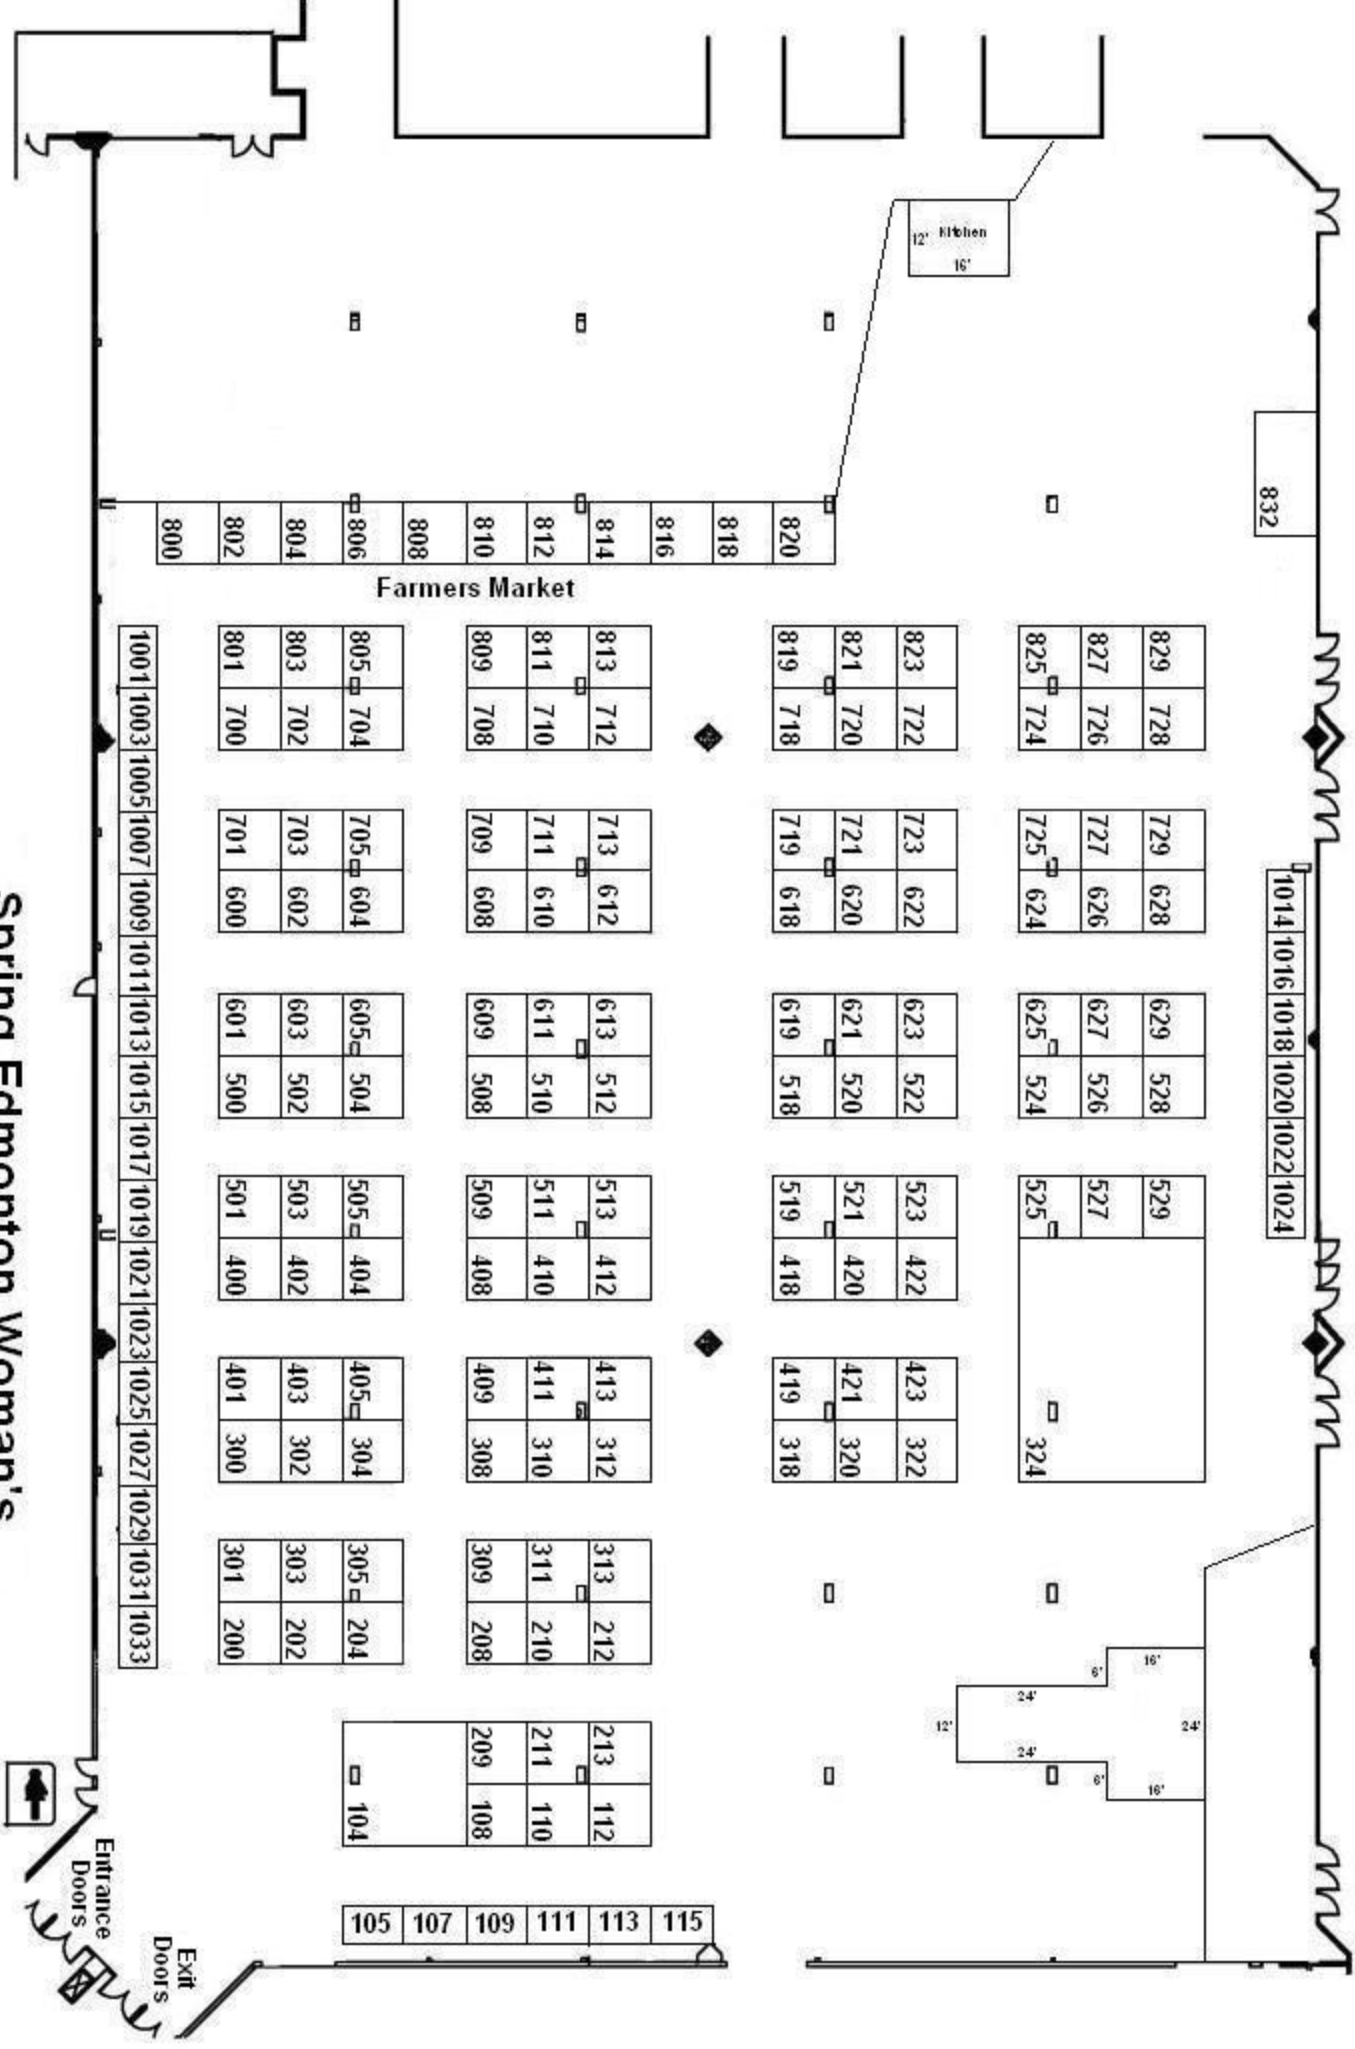 Kitchen
12'
16'
832
800 802 804 806 808 810 812 814 816 818 820
Farmers Market
801 803 805 809 811 813 819 821 823 825 827 829
700 702 704 708 710 712 718 720 722 724 726 728
701 703 705 709 711 713 719 721 723 725 727 729
600 602 604 608 610 612 618 620 622 624 626 628
601 603 605 609 611 613 619 621 623 625 627 629
500 502 504 508 510 512 518 520 522 524 526 528
501 503 505 509 511 513 519 521 523 525 527 529
400 402 404 408 410 412 418 420 422
401 403 405 409 411 413 419 421 423
300 302 304 308 310 312 318 320 322 324
301 303 305 309 311 313
200 202 204 208 210 212
209 211 213
104 108 110 112
105 107 109 111 113 115
1001 1003 1005 1007 1009 1011 1013 1015 1017 1019 1021 1023 1025 1027 1029 1031 1033
1014 1016 1018 1020 1022 1024
16'
6'
24'
12'
24'
24'
6'
16'
Entrance
Doors
Exit
Doors
Spring Edmonton Woman's